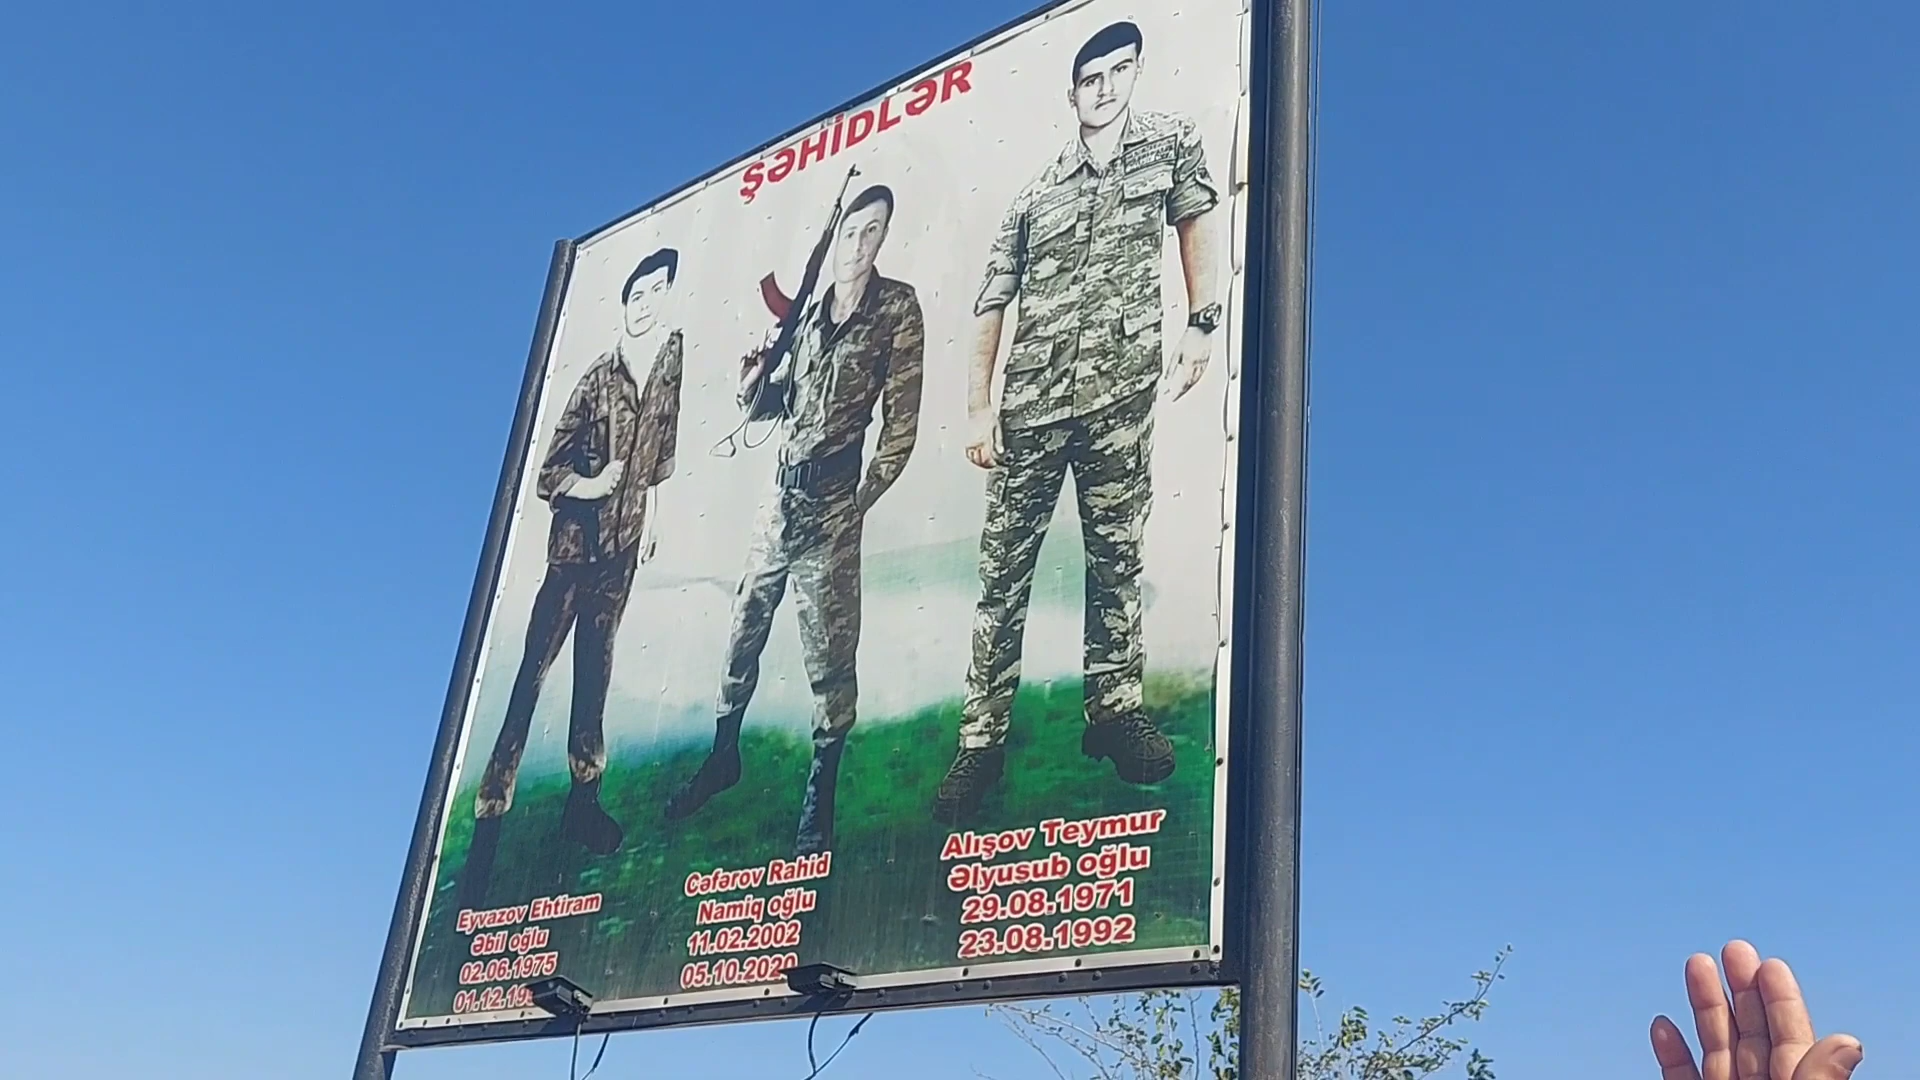 ŞƏHİDLƏR
Eyvazov Ehtiram
Əbil oğlu
02.06.1975
Cəfərov Rahid
Namiq oğlu
11.02.2002
05.10.2020
Alışov Teymur
Əlyusub oğlu
29.08.1971
23.08.1992